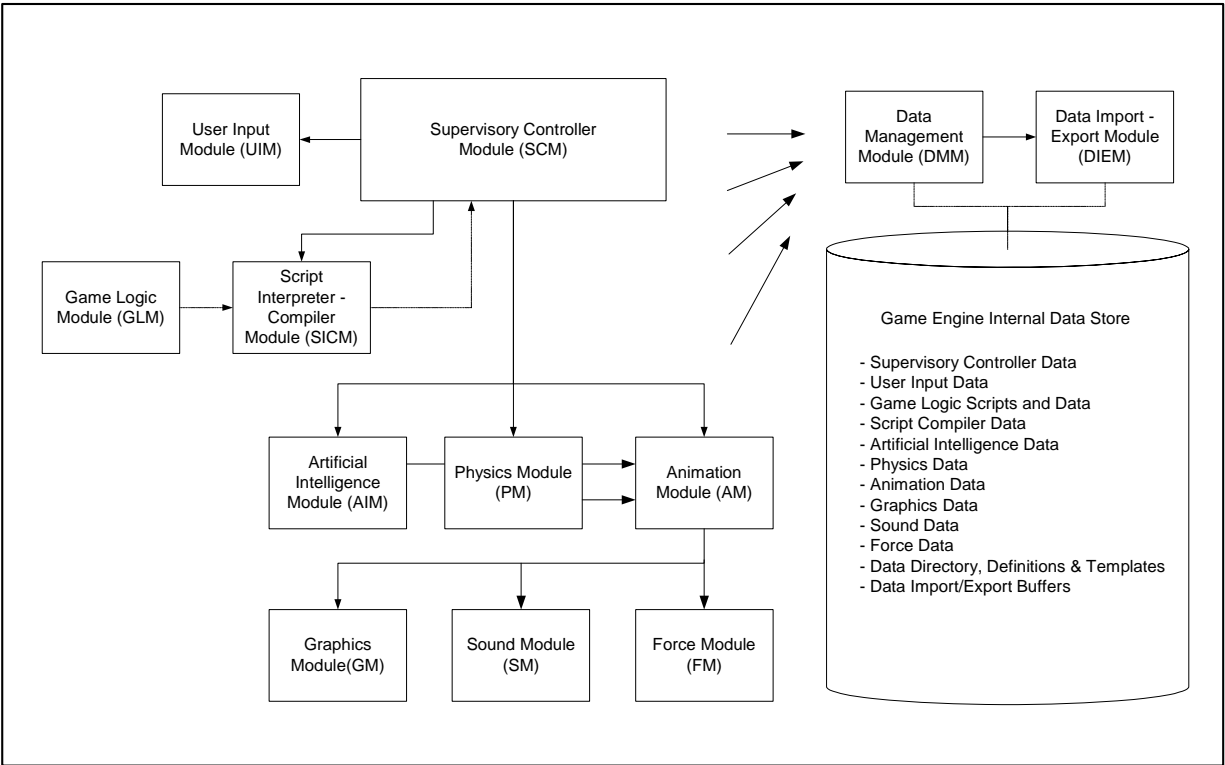 User Input
Module (UIM)
Supervisory Controller
Module (SCM)
Data
Management
Module (DMM)
Data Import -
Export Module
(DIEM)
Game Logic
Module (GLM)
Script
Interpreter -
Compiler
Module (SICM)
Artificial
Intelligence
Module (AIM)
Physics Module
(PM)
Animation
Module (AM)
Graphics
Module(GM)
Sound Module
(SM)
Force Module
(FM)
Game Engine Internal Data Store
- Supervisory Controller Data
- User Input Data
- Game Logic Scripts and Data
- Script Compiler Data
- Artificial Intelligence Data
- Physics Data
- Animation Data
- Graphics Data
- Sound Data
- Force Data
- Data Directory, Definitions & Templates
- Data Import/Export Buffers